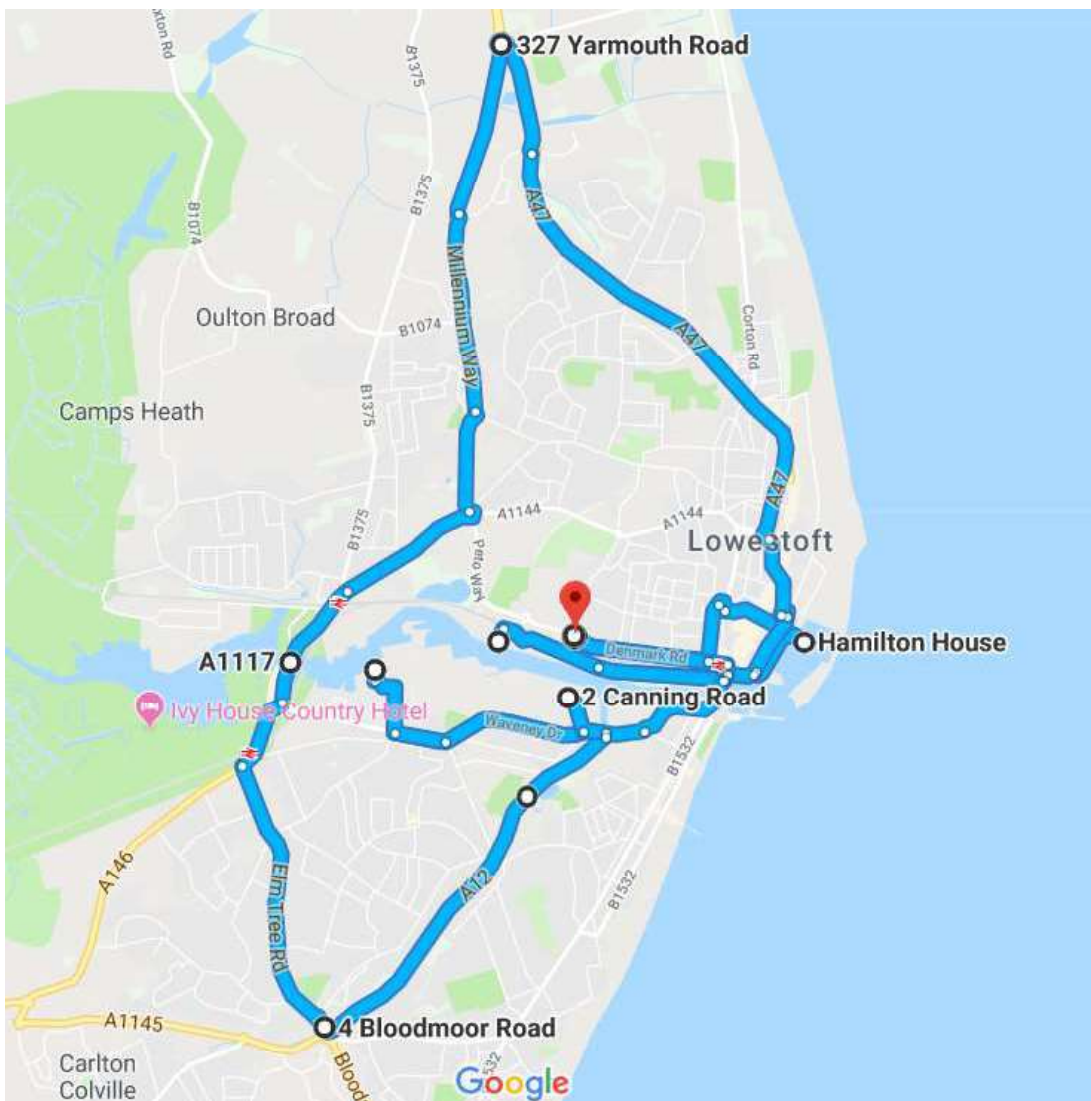 327 Yarmouth Road
B1375
B1375
B1074
A47
Millennium Way
A47
Corton Rd
Oulton Broad
B1074
B1375
Camps Heath
A47
B1375
A1144
A1144
Lowestoft
Peto Way
Denmark Rd
Hamilton House
A1117
2 Canning Road
Ivy House Country Hotel
Waveney Dr
B1532
A146
Elm Tree Rd
A12
B1532
A1145
4 Bloodmoor Road
Carlton
Colville
Google